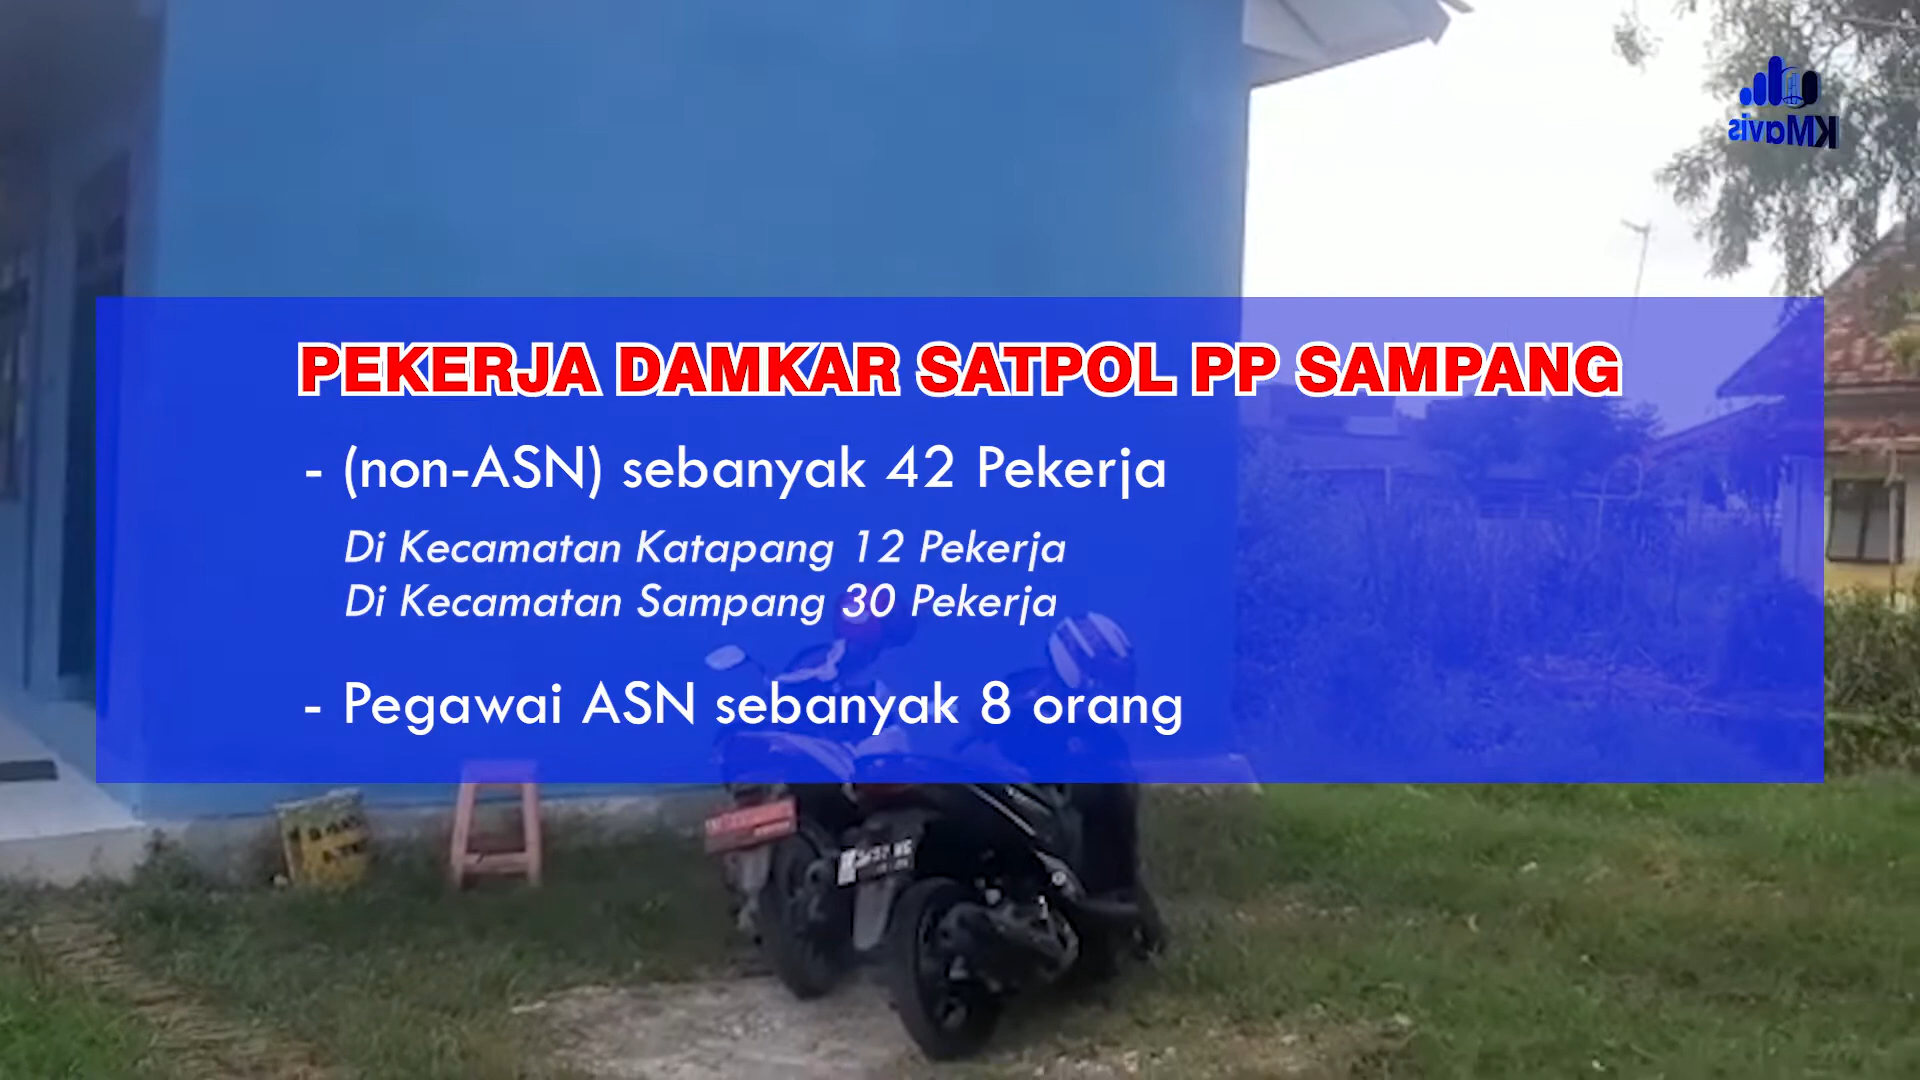 KMavis
PEKERJA DAMKAR SATPOL PP SAMPANG
- (non-ASN) sebanyak 42 Pekerja
Di Kecamatan Katapang 12 Pekerja
Di Kecamatan Sampang 30 Pekerja
- Pegawai ASN sebanyak 8 orang